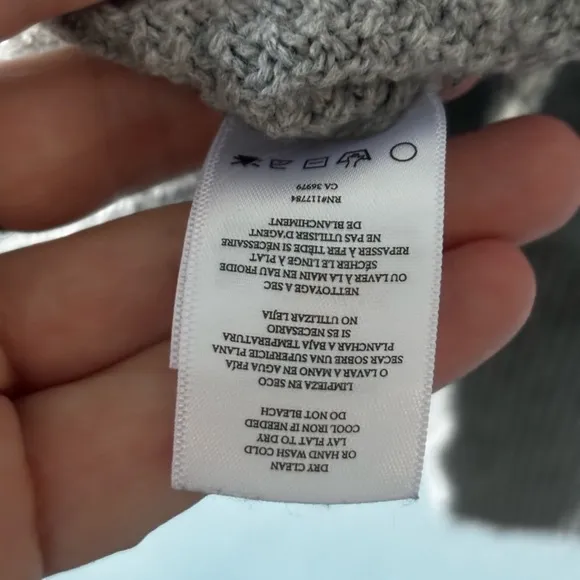 DRY CLEAN
OR HAND WASH COLD
LAY FLAT TO DRY
COOL IRON IF NEEDED
DO NOT BLEACH
LIMPIEZA EN SECO
O LAVAR A MANO EN AGUA FRÍA
SECAR SOBRE UNA SUPERFICIE PLANA
PLANCHAR A BAJA TEMPERATURA
SI ES NECESARIO
NO UTILIZAR LEJIA
NETTOYAGE A SEC
OU LAVER À LA MAIN EN EAU FROIDE
SÉCHER LE LINGE À PLAT
REPASSER À FER TIÈDE SI NÉCESSAIRE
NE PAS UTILISER D'AGENT
DE BLANCHIMENT
RN#117784
CA 36979